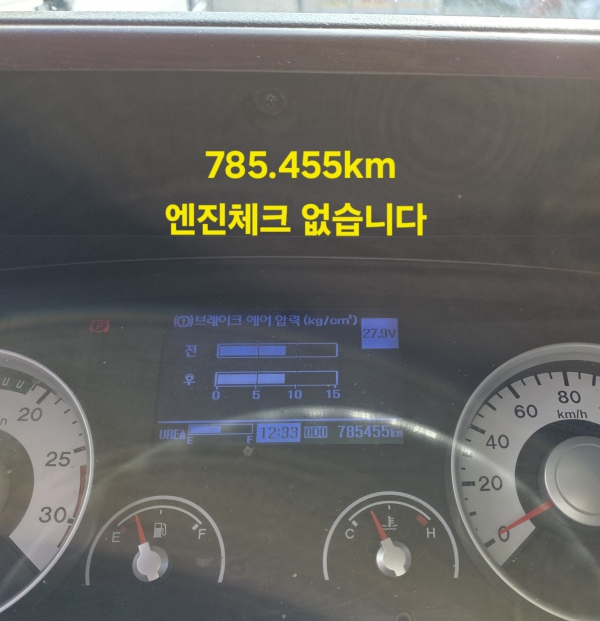 785.455km
엔진체크 없습니다
(!)브레이크 에어 압력 (kg/cm²)
27.9V
전
후
0 5 10 15
UREA E F 12:33 ODO 785455km
20
25
30
E F
C H
0
20
40
60
80
km/h